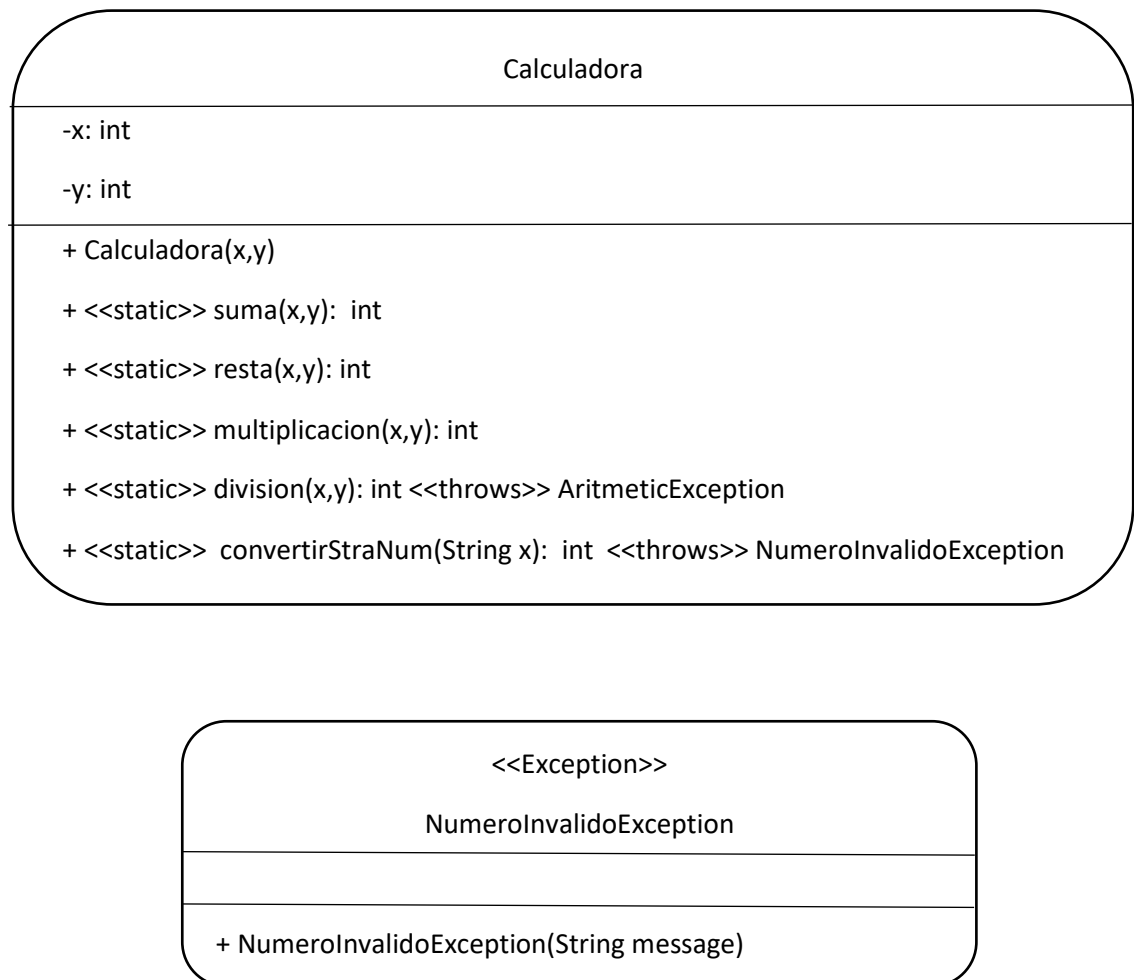 Calculadora
-x: int
-y: int
+ Calculadora(x,y)
+ <<static>> suma(x,y):  int
+ <<static>> resta(x,y): int
+ <<static>> multiplicacion(x,y): int
+ <<static>> division(x,y): int <<throws>> AritmeticException
+ <<static>>  convertirStraNum(String x):  int  <<throws>> NumeroInvalidoException
<<Exception>>
NumeroInvalidoException
+ NumeroInvalidoException(String message)